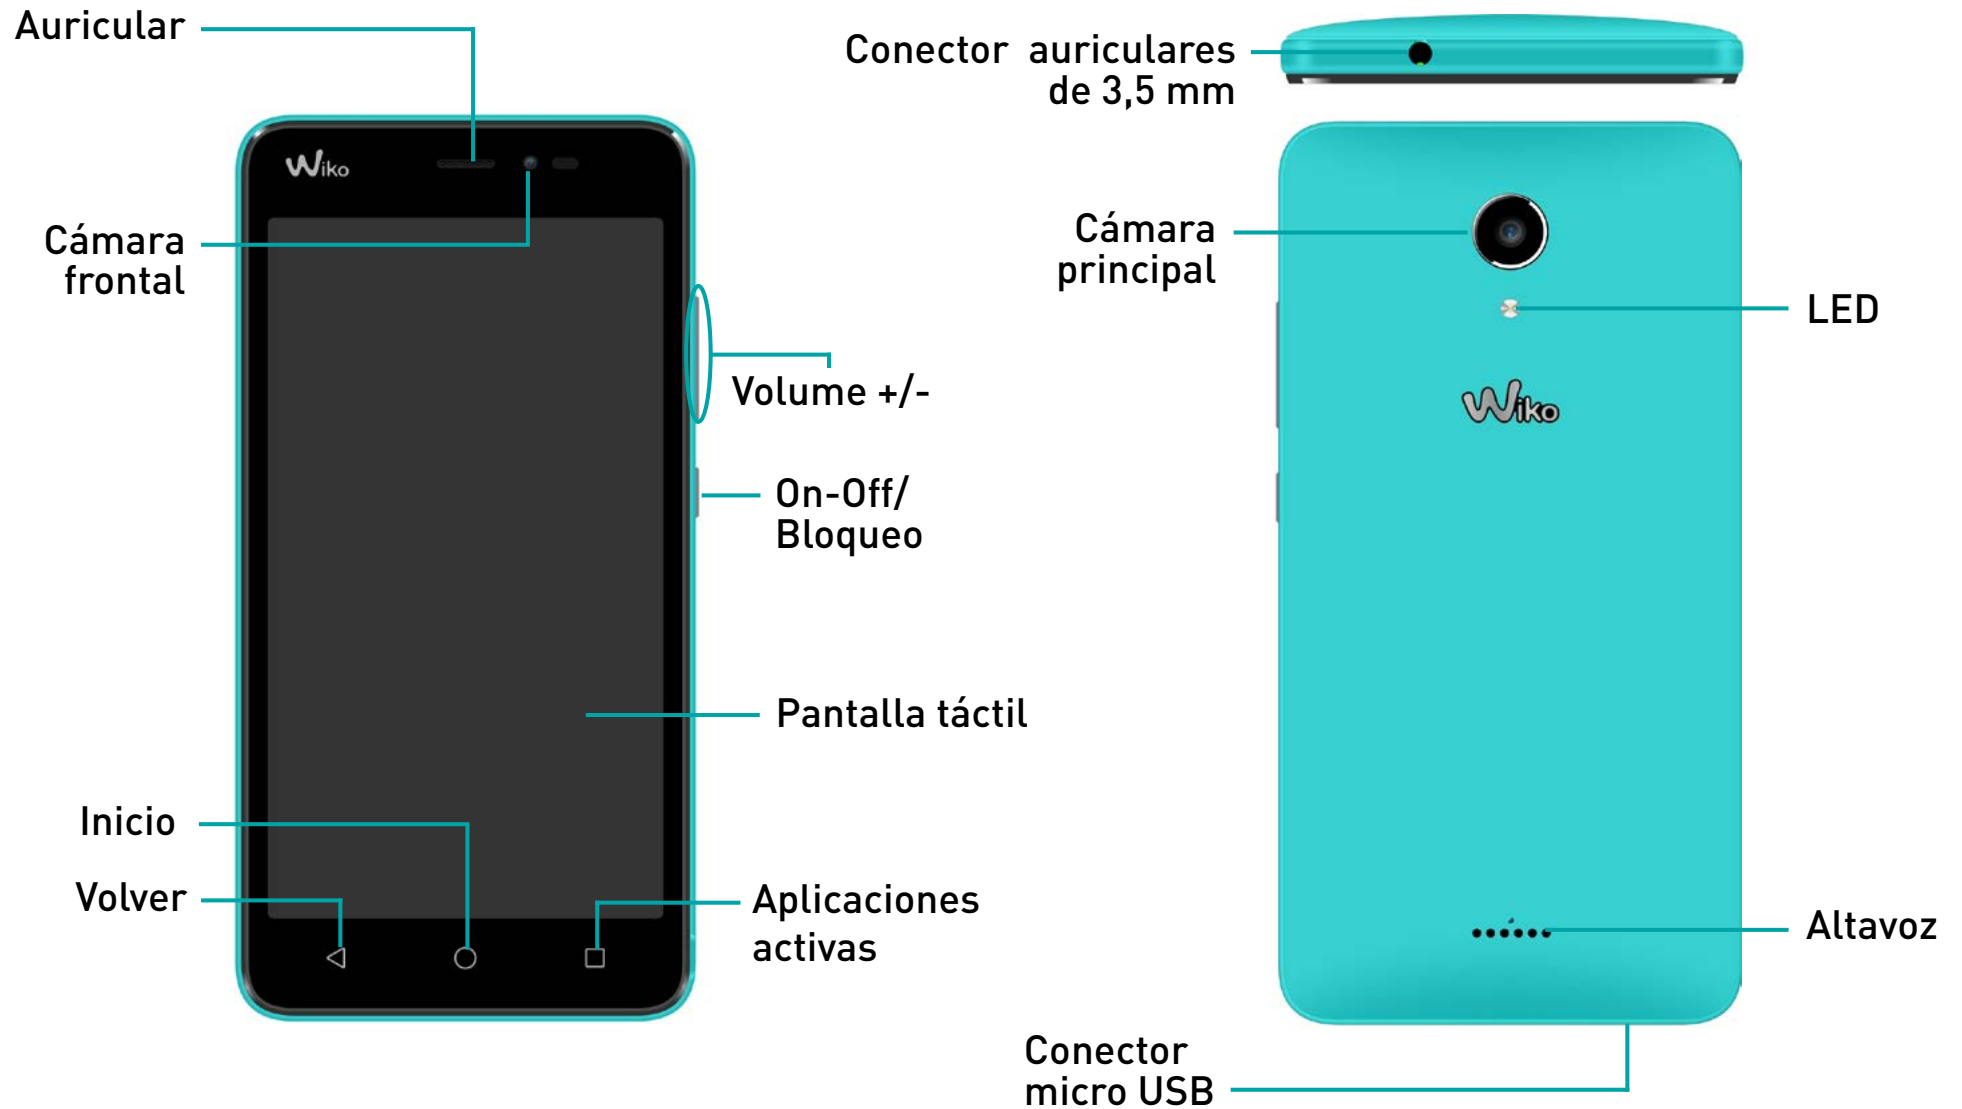 Auricular
Wiko
Cámara
frontal
Volume +/-
On-Off/
Bloqueo
Pantalla táctil
Inicio
Volver
Aplicaciones
activas
Conector auriculares
de 3,5 mm
Cámara
principal
LED
Wiko
Altavoz
Conector
micro USB